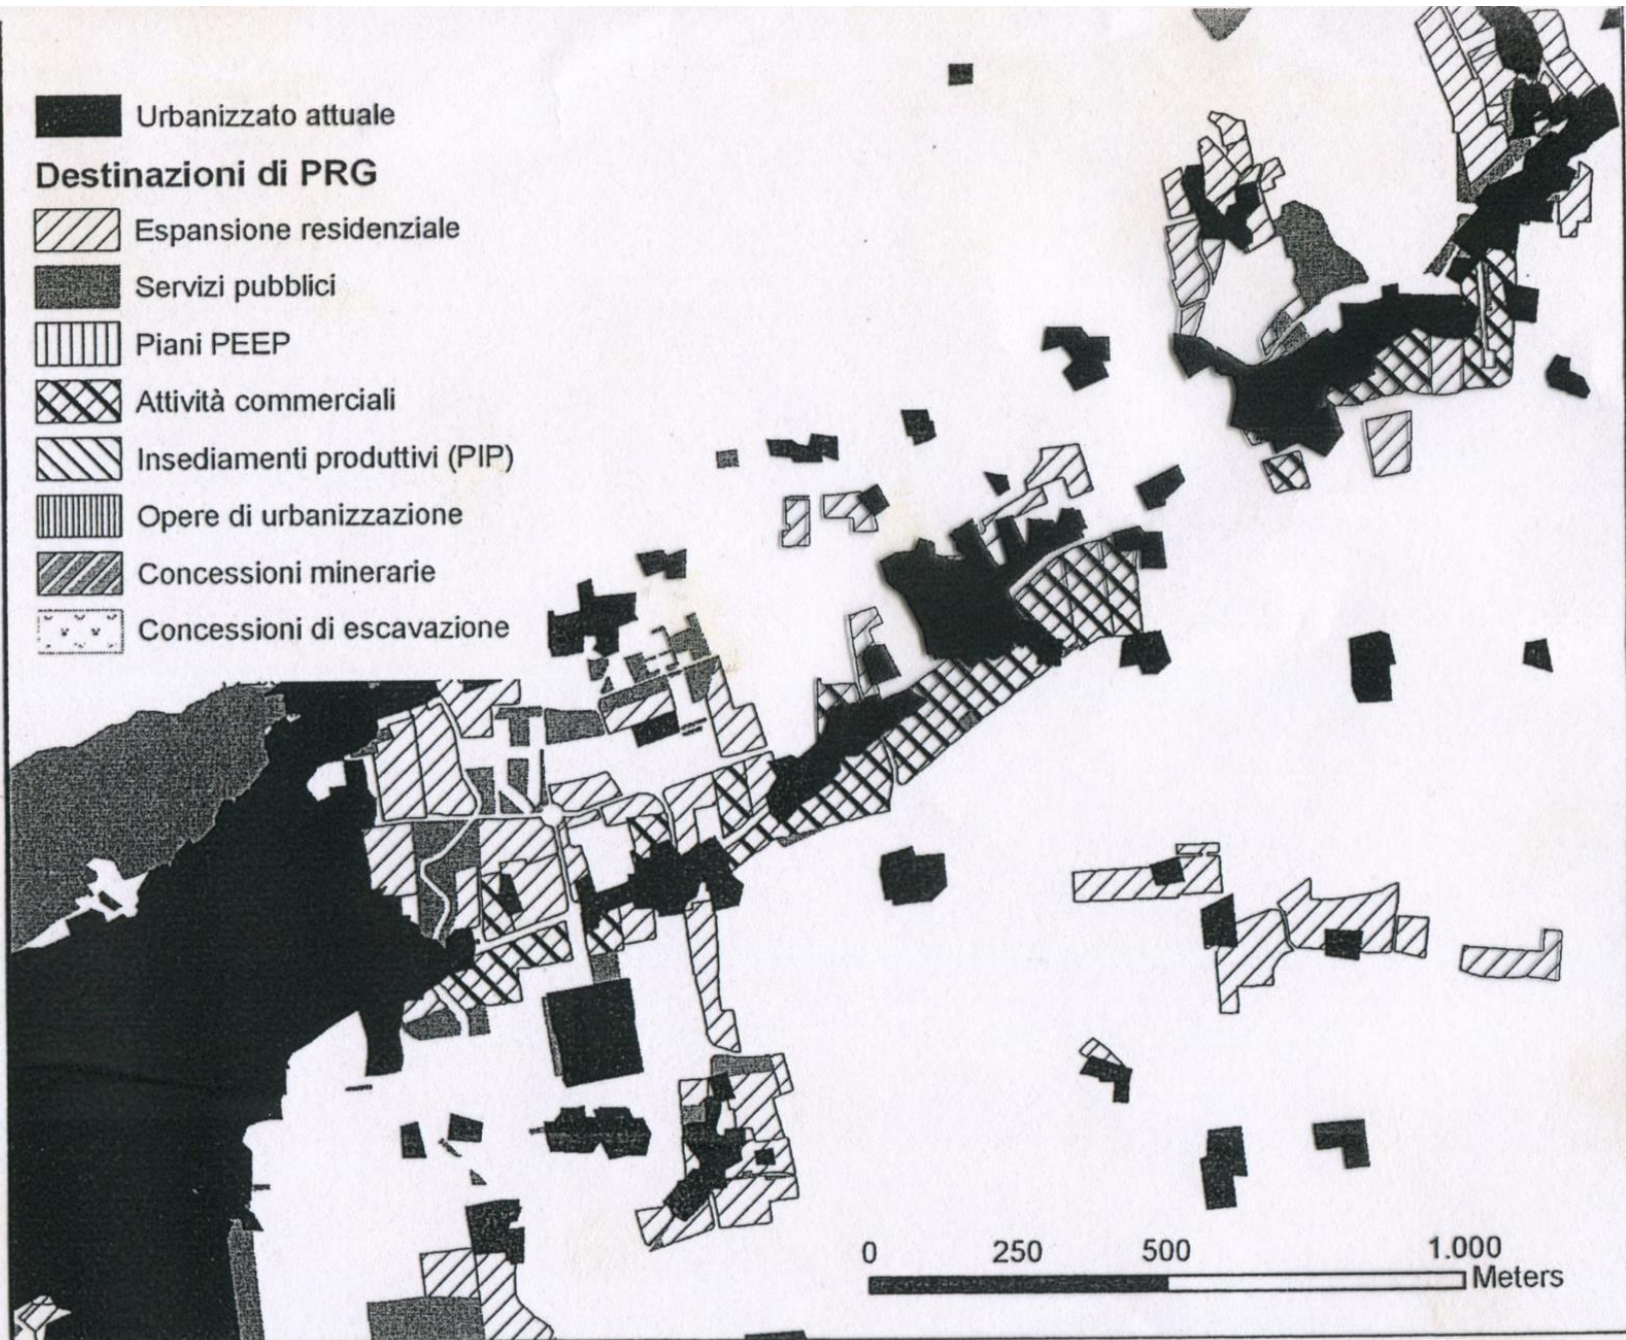 Urbanizzato attuale
Destinazioni di PRG
Espansione residenziale
Servizi pubblici
Piani PEEP
Attività commerciali
Insediamenti produttivi (PIP)
Opere di urbanizzazione
Concessioni minerarie
Concessioni di escavazione
0 250 500 1.000
Meters